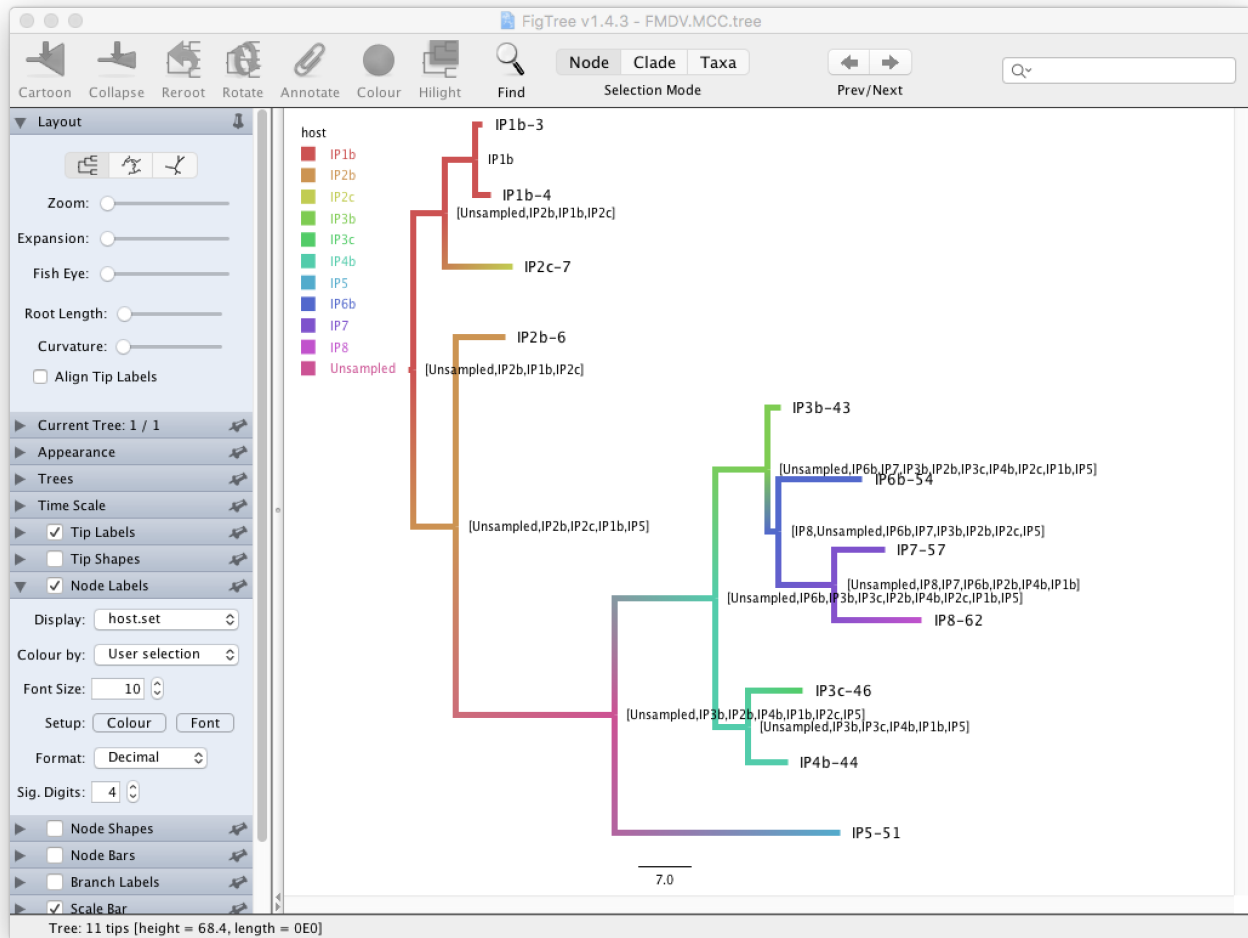 FigTree v1.4.3 - FMDV.MCC.tree
Cartoon Collapse Reroot Rotate Annotate Colour Hilight Find
Node Clade Taxa
Selection Mode
Prev/Next
Layout
Zoom:
Expansion:
Fish Eye:
Root Length:
Curvature:
Align Tip Labels
Current Tree: 1 / 1
Appearance
Trees
Time Scale
Tip Labels
Tip Shapes
Node Labels
Display: host.set
Colour by: User selection
Font Size: 10
Setup: Colour Font
Format: Decimal
Sig. Digits: 4
Node Shapes
Node Bars
Branch Labels
Scale Bar
host
IP1b
IP2b
IP2c
IP3b
IP3c
IP4b
IP5
IP6b
IP7
IP8
Unsampled
IP1b-3
IP1b
IP1b-4
[Unsampled,IP2b,IP1b,IP2c]
IP2c-7
IP2b-6
[Unsampled,IP2b,IP1b,IP2c]
IP3b-43
[Unsampled,IP6b,IP7,IP3b,IP2b,IP3c,IP4b,IP2c,IP1b,IP5]
IP6b-54
[Unsampled,IP2b,IP2c,IP1b,IP5]
[IP8,Unsampled,IP6b,IP7,IP3b,IP2b,IP2c,IP5]
IP7-57
[Unsampled,IP8,IP7,IP6b,IP2b,IP4b,IP1b]
[Unsampled,IP6b,IP3b,IP3c,IP2b,IP4b,IP2c,IP1b,IP5]
IP8-62
IP3c-46
[Unsampled,IP3b,IP2b,IP4b,IP1b,IP2c,IP5]
[Unsampled,IP3b,IP3c,IP4b,IP1b,IP5]
IP4b-44
IP5-51
7.0
Tree: 11 tips [height = 68.4, length = 0E0]